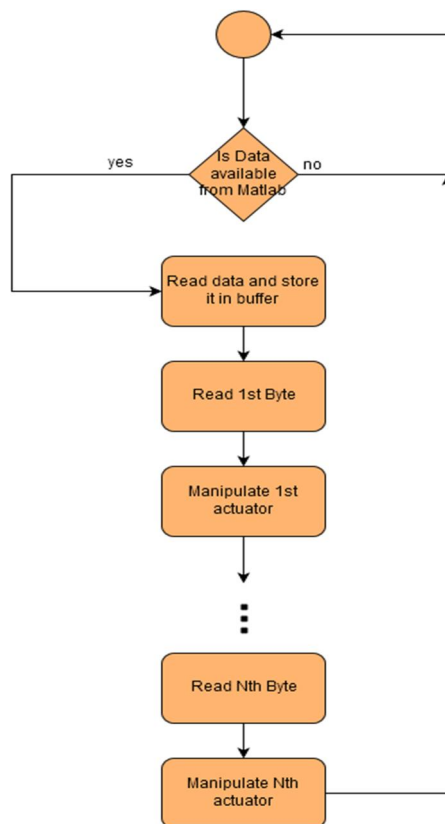 Is Data
available
from Matlab
yes
no
Read data and store
it in buffer
Read 1st Byte
Manipulate 1st
actuator
Read Nth Byte
Manipulate Nth
actuator